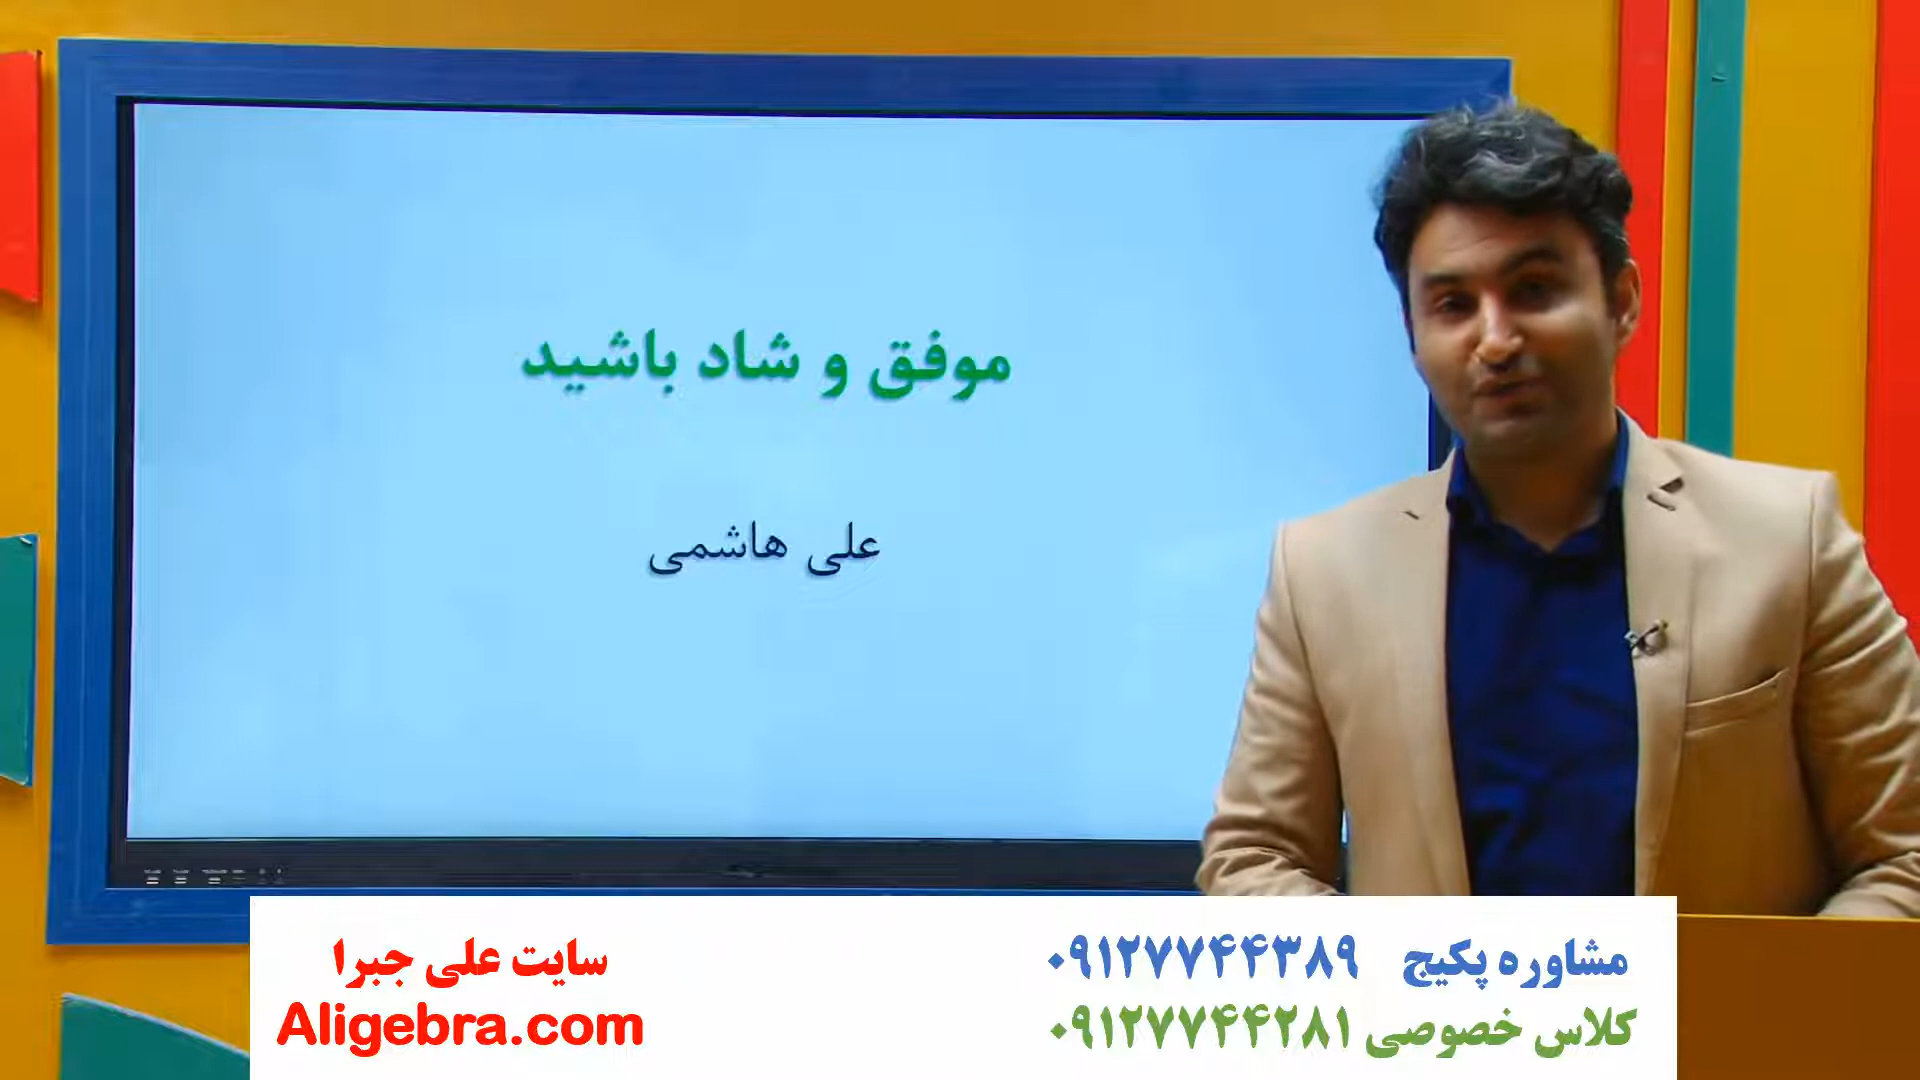 موفق و شاد باشید
علی هاشمی
مشاوره پکیج ۰۹۱۲۷۷۴۴۳۸۹
کلاس خصوصی ۰۹۱۲۷۷۴۴۲۸۱
سایت علی جبرا
Aligebra.com